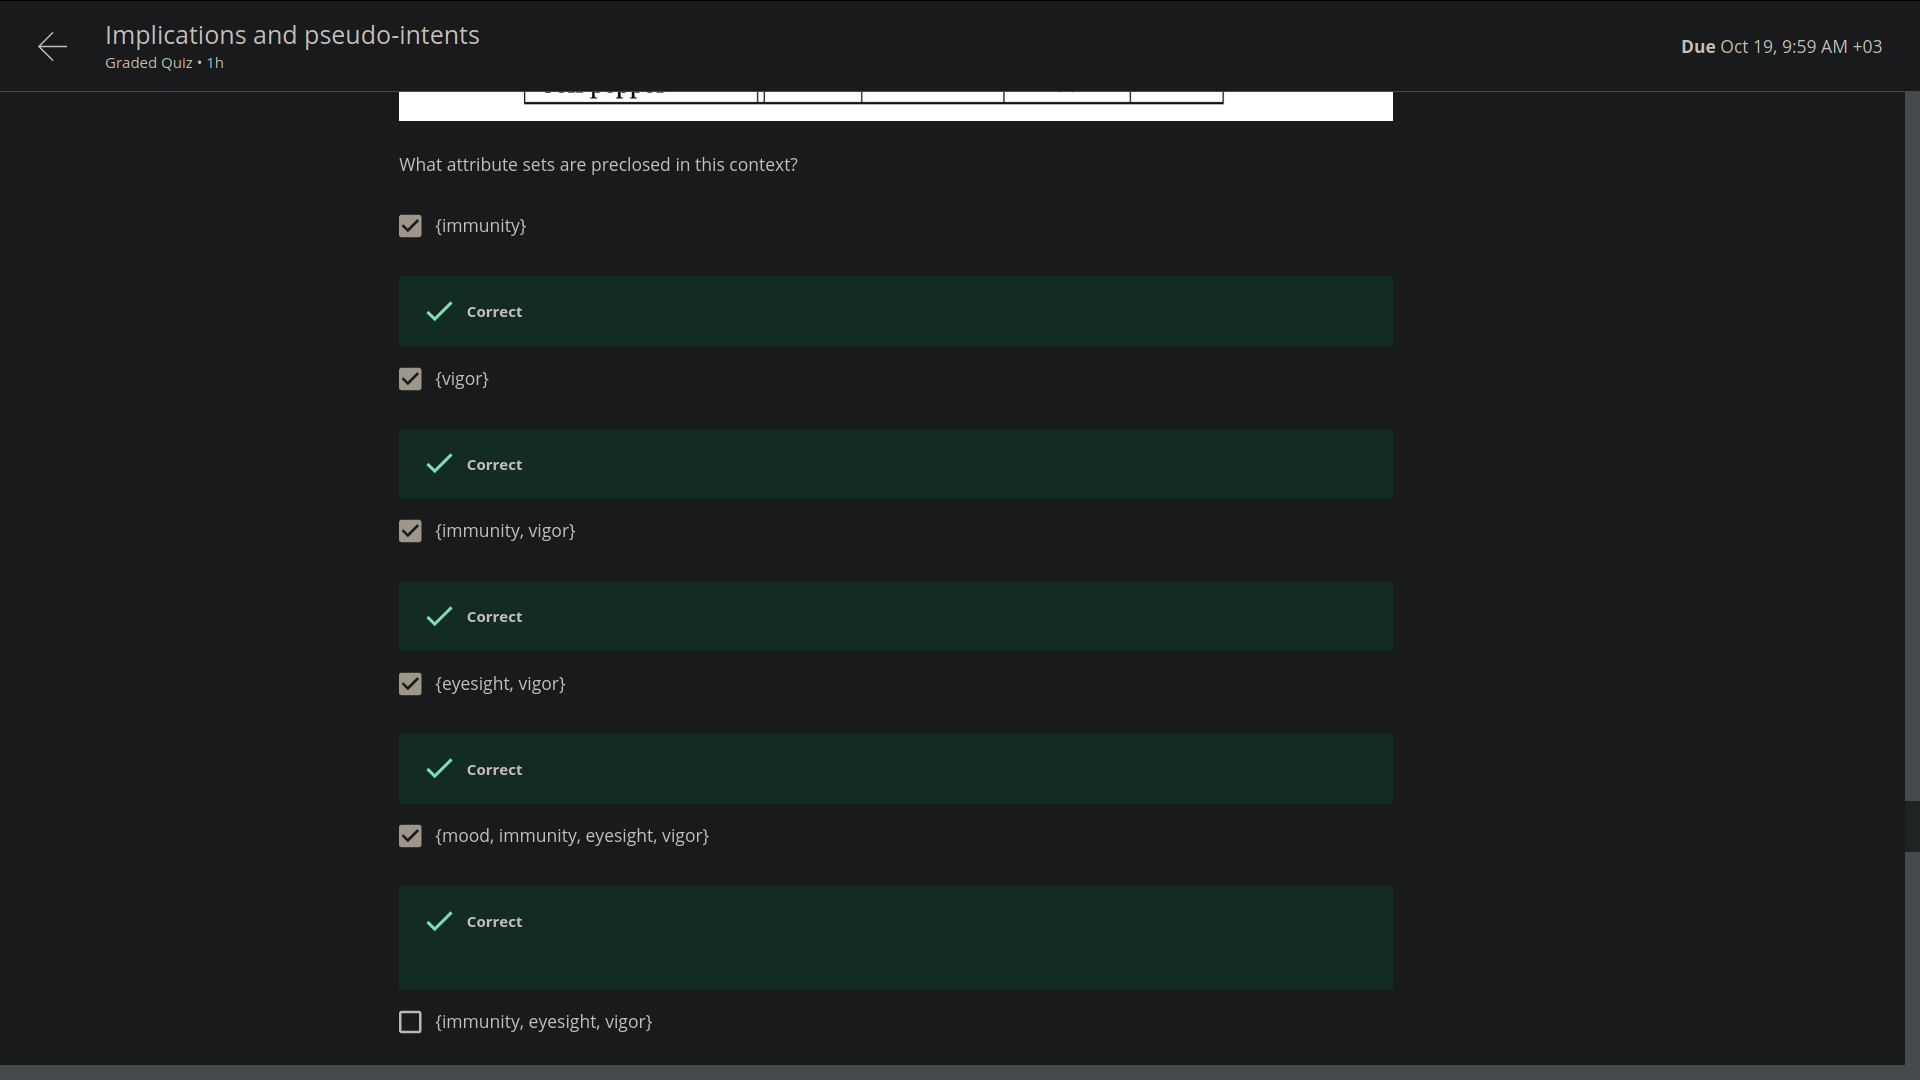 Implications and pseudo-intents
Graded Quiz • 1h
Due Oct 19, 9:59 AM +03
What attribute sets are preclosed in this context?
{immunity}
Correct
{vigor}
Correct
{immunity, vigor}
Correct
{eyesight, vigor}
Correct
{mood, immunity, eyesight, vigor}
Correct
{immunity, eyesight, vigor}